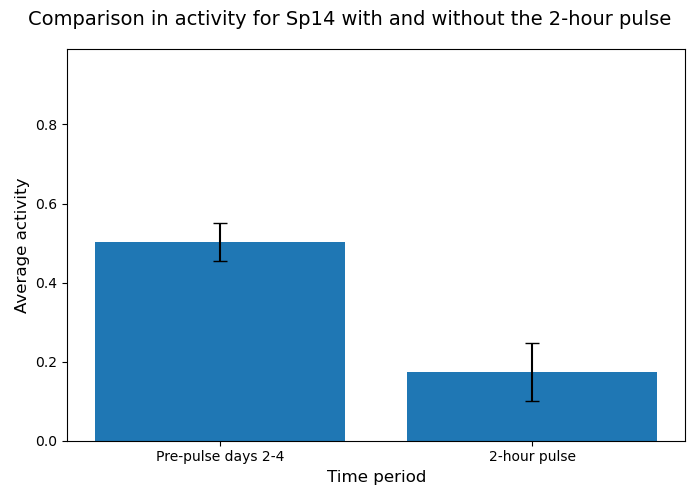 Comparison in activity for Sp14 with and without the 2-hour pulse
Average activity
0.8
0.6
0.4
0.2
0.0
Pre-pulse days 2-4
2-hour pulse
Time period